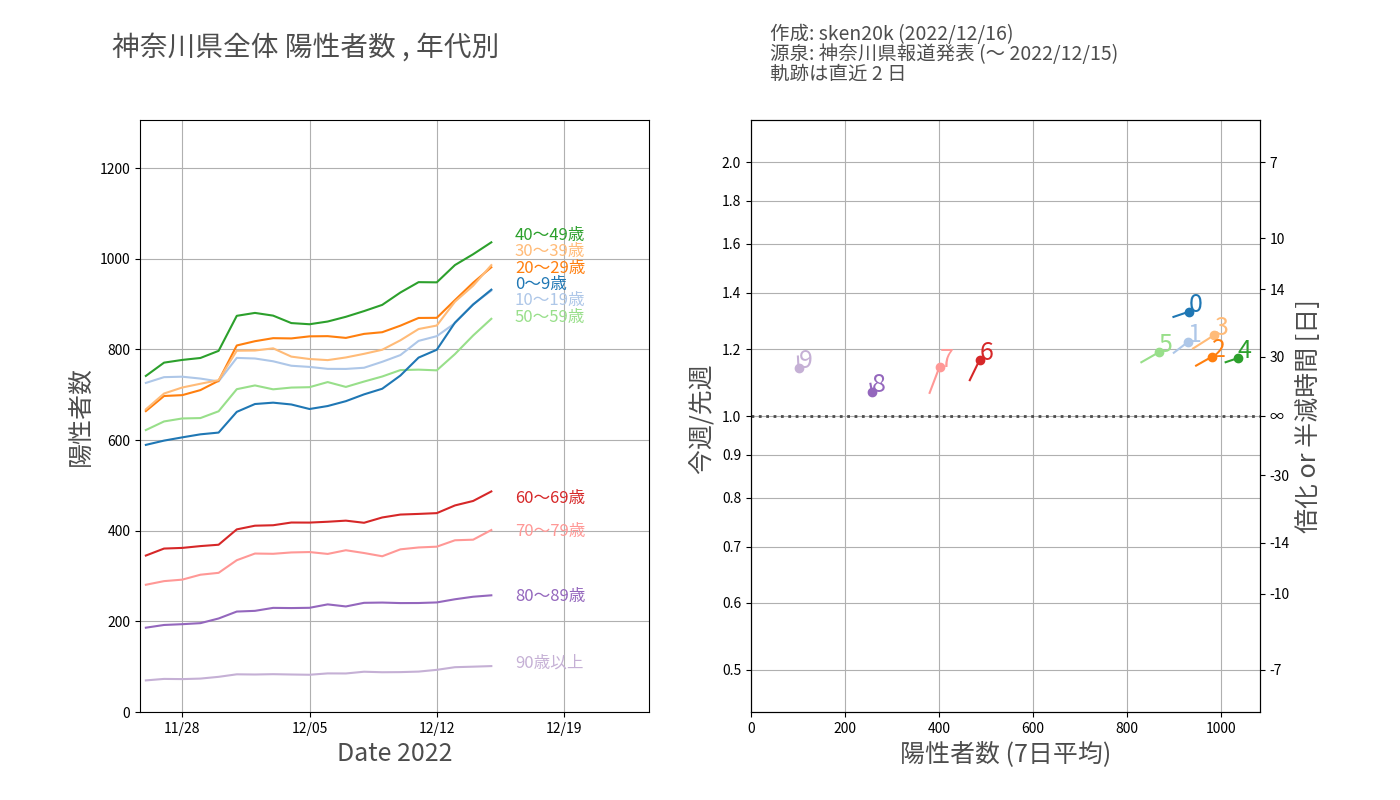 神奈川県全体 陽性者数 , 年代別
作成: sken20k (2022/12/16)
源泉: 神奈川県報道発表 (〜 2022/12/15)
軌跡は直近 2 日
陽性者数
1200
1000
800
600
400
200
0
11/28
12/05
12/12
12/19
Date 2022
40〜49歳
30〜39歳
20〜29歳
0〜9歳
10〜19歳
50〜59歳
60〜69歳
70〜79歳
80〜89歳
90歳以上
今週/先週
2.0
1.8
1.6
1.4
1.2
1.0
0.9
0.8
0.7
0.6
0.5
0
200
400
600
800
1000
陽性者数 (7日平均)
9
8
7
6
5
0
1
3
2
4
7
10
14
30
∞
-30
-14
-10
-7
倍化 or 半減時間 [日]